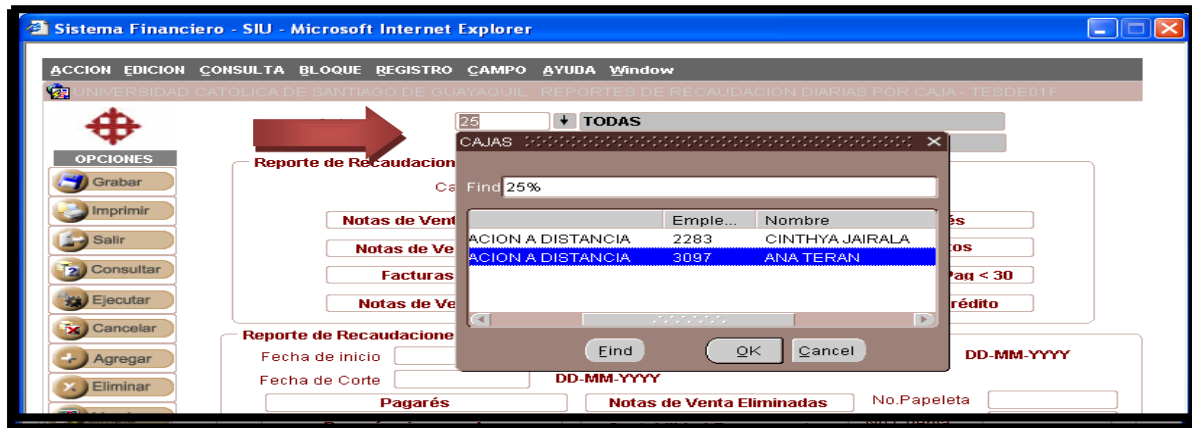 Sistema Financiero - SIU - Microsoft Internet Explorer
ACCION EDICION CONSULTA BLOQUE REGISTRO CAMPO AYUDA Window
UNIVERSIDAD CATOLICA DE SANTIAGO DE GUAYAQUIL REPORTES DE RECAUDACION DIARIAS POR CAJA - TESDE01F
25 TODAS
CAJAS
OPCIONES
Reporte de Recaudacion
Grabar
Ca
Find 25%
Imprimir
Notas de Vent
Emple... Nombre
és
Salir
Notas de Ve
ACION A DISTANCIA 2283 CINTHYA JAIRALA
os
Consultar
Facturas
ACION A DISTANCIA 3097 ANA TERAN
Pag < 30
Ejecutar
Notas de Ve
rédito
Cancelar
Reporte de Recaudacione
Find OK Cancel
Agregar
Fecha de inicio
DD-MM-YYYY
Eliminar
Fecha de Corte DD-MM-YYYY
Pagarés Notas de Venta Eliminadas No.Papeleta